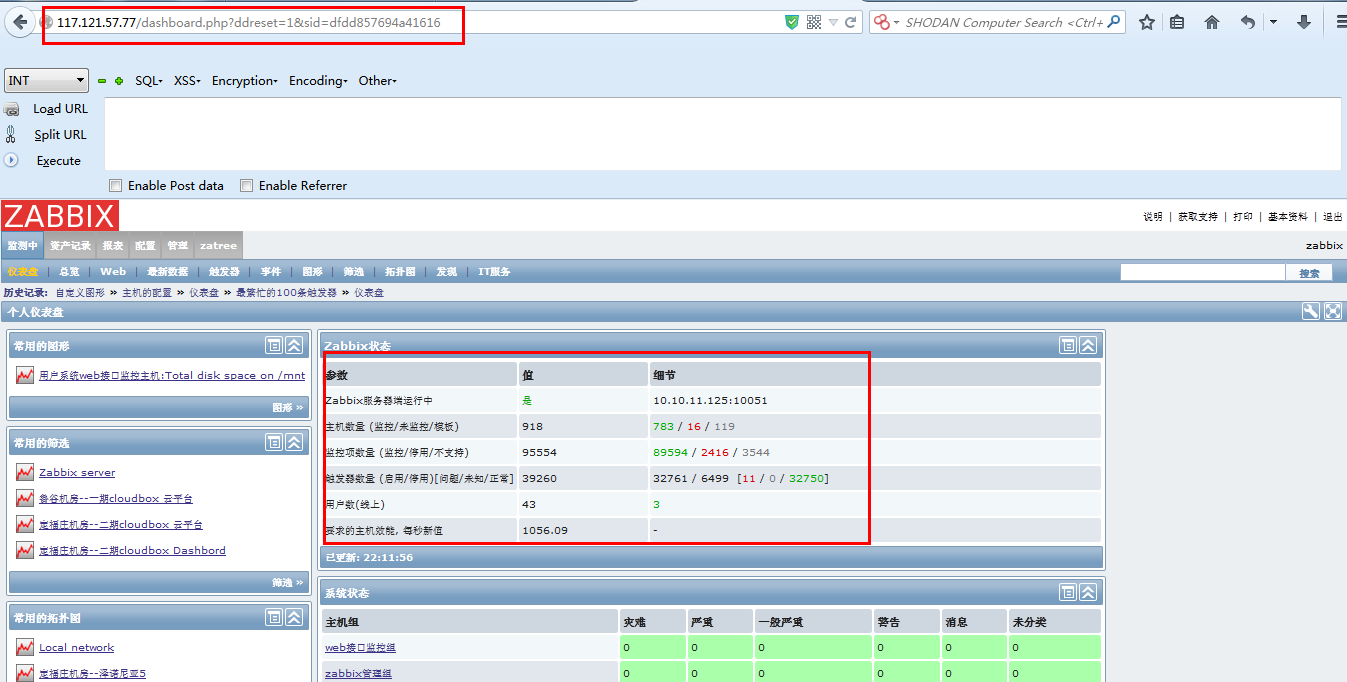 117.121.57.77/dashboard.php?ddreset=1&sid=dfdd857694a41616
SHODAN Computer Search <Ctrl+
INT SQL XSS Encryption Encoding Other
Load URL
Split URL
Execute
Enable Post data Enable Referrer
ZABBIX
说明 | 获取支持 | 打印 | 基本资料 | 退出
监测中 资产记录 报表 配置 管理 zatree
zabbix
仪表盘 | 总览 | Web | 最新数据 | 触发器 | 事件 | 图形 | 筛选 | 拓扑图 | 发现 | IT服务
搜索
历史记录: 自定义图形 » 主机的配置 » 仪表盘 » 最繁忙的100条触发器 » 仪表盘
个人仪表盘
常用的图形
用户系统web接口监控主机:Total disk space on /mnt
图形 »
常用的筛选
Zabbix server
鲁谷机房--一期cloudbox 云平台
定福庄机房--二期cloudbox 云平台
定福庄机房--二期cloudbox Dashbord
筛选 »
常用的拓扑图
Local network
定福庄机房--泽诺尼亚5
Zabbix状态
参数 值 细节
Zabbix服务器端运行中 是 10.10.11.125:10051
主机数量 (监控/未监控/模板) 918 783 / 16 / 119
监控项数量 (监控/停用/不支持) 95554 89594 / 2416 / 3544
触发器数量 (启用/停用)[问题/未知/正常] 39260 32761 / 6499 [11 / 0 / 32750]
用户数(线上) 43 3
要求的主机效能, 每秒新值 1056.09 -
已更新: 22:11:56
系统状态
主机组 灾难 严重 一般严重 警告 消息 未分类
web接口监控组 0 0 0 0 0 0
zabbix管理组 0 0 0 0 0 0